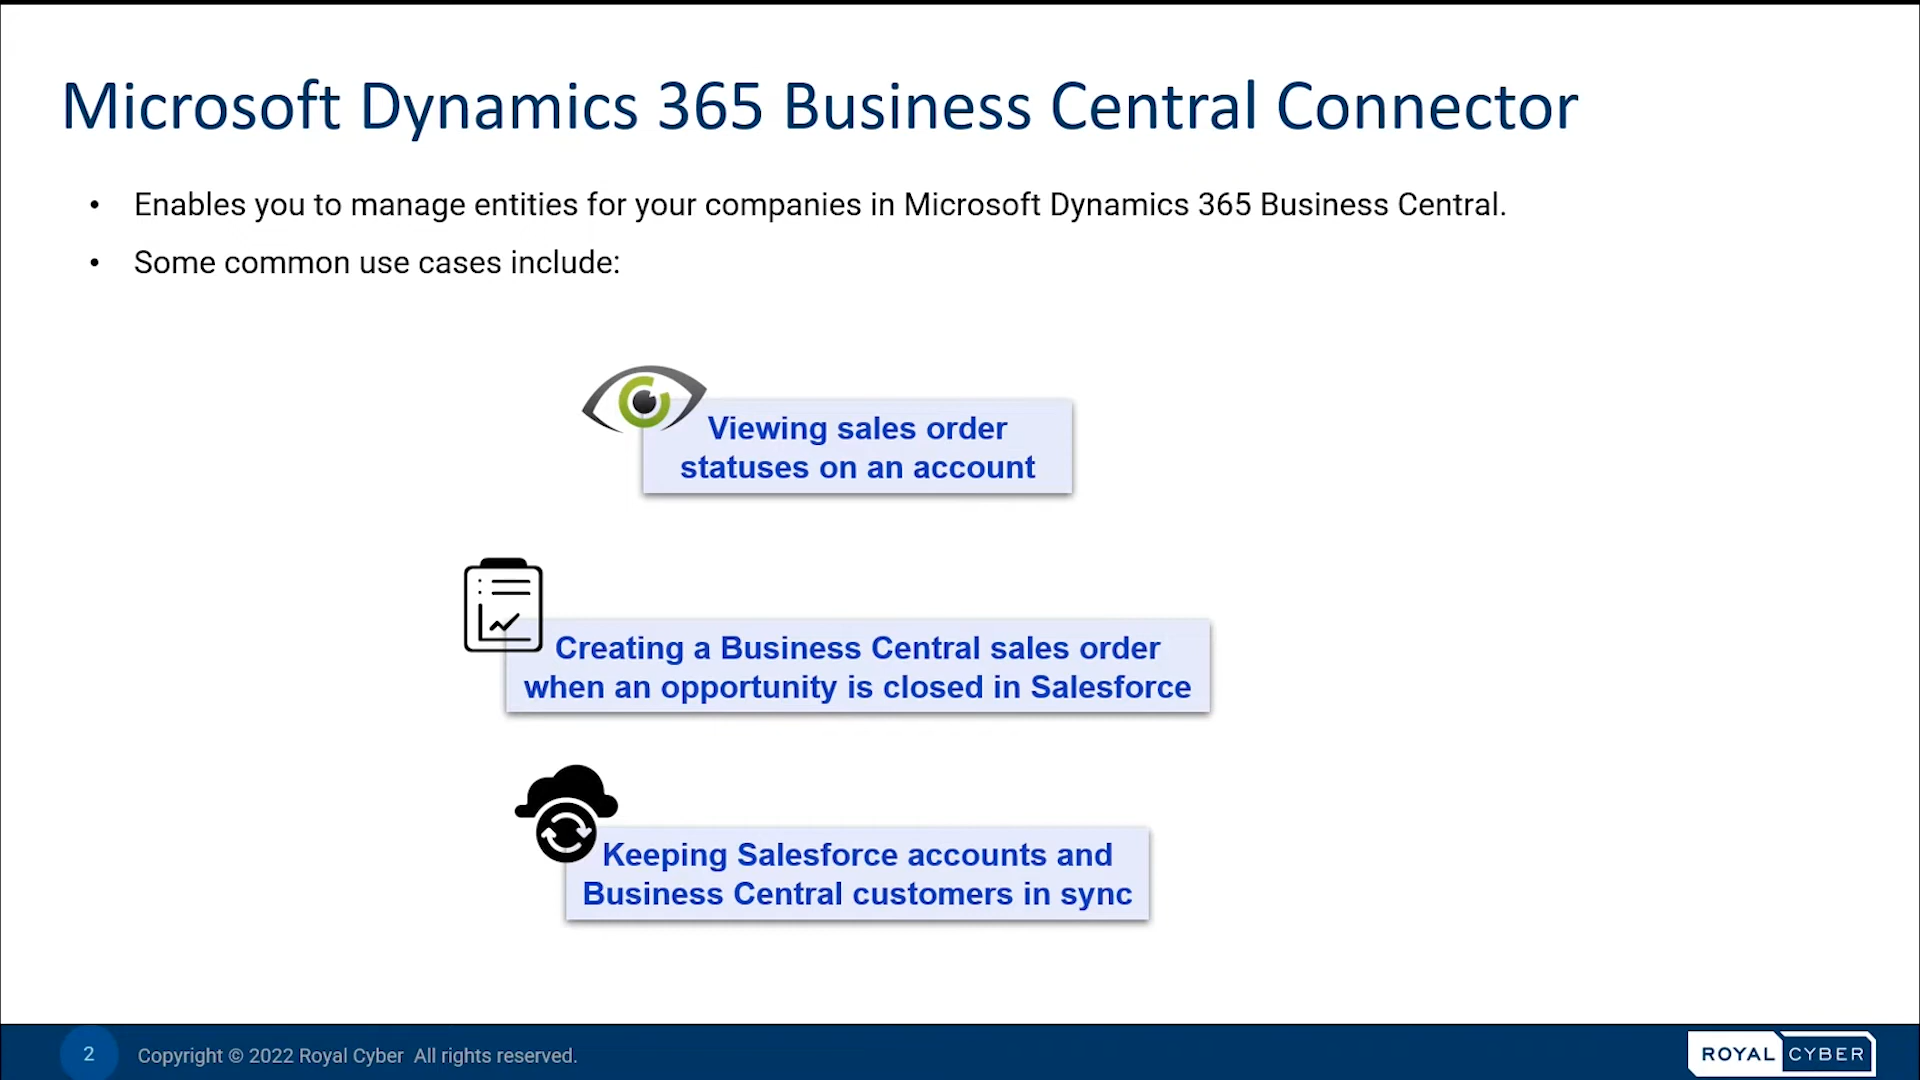 Microsoft Dynamics 365 Business Central Connector
• Enables you to manage entities for your companies in Microsoft Dynamics 365 Business Central.
• Some common use cases include:
Viewing sales order
statuses on an account
Creating a Business Central sales order
when an opportunity is closed in Salesforce
Keeping Salesforce accounts and
Business Central customers in sync
2
Copyright © 2022 Royal Cyber All rights reserved.
ROYAL CYBER